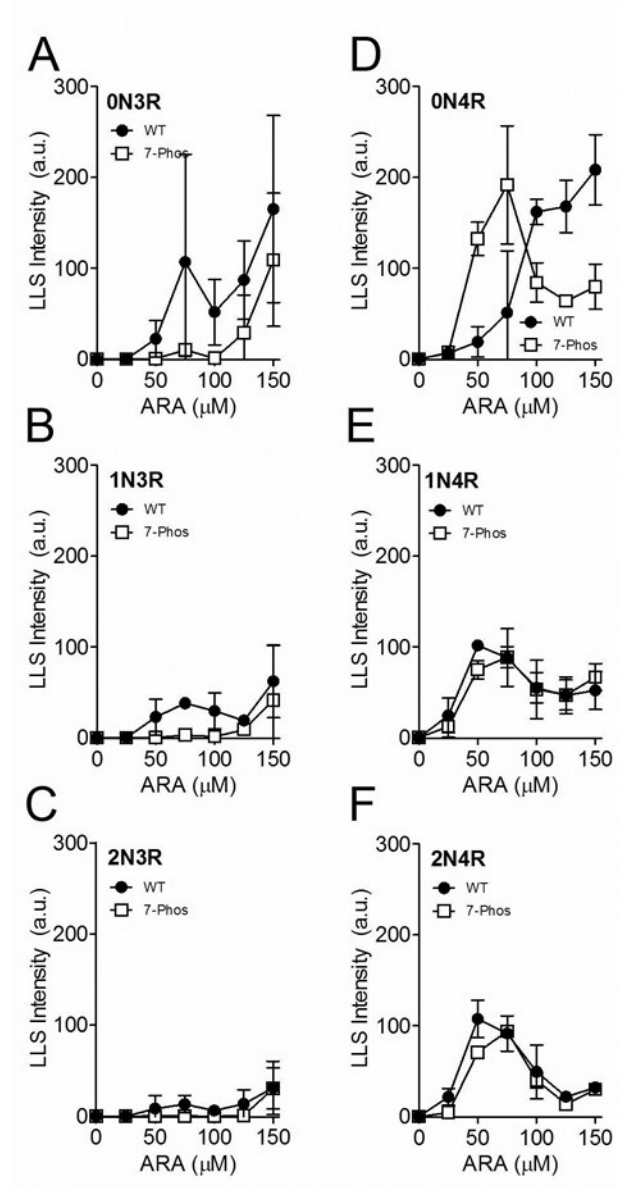 A
300
200
100
0
LLS Intensity (a.u.)
0N3R
WT
7-Phos
0 50 100 150
ARA (μM)
D
300
200
100
0
LLS Intensity (a.u.)
0N4R
WT
7-Phos
0 50 100 150
ARA (μM)
B
300
200
100
0
LLS Intensity (a.u.)
1N3R
WT
7-Phos
0 50 100 150
ARA (μM)
E
300
200
100
0
LLS Intensity (a.u.)
1N4R
WT
7-Phos
0 50 100 150
ARA (μM)
C
300
200
100
0
LLS Intensity (a.u.)
2N3R
WT
7-Phos
0 50 100 150
ARA (μM)
F
300
200
100
0
LLS Intensity (a.u.)
2N4R
WT
7-Phos
0 50 100 150
ARA (μM)